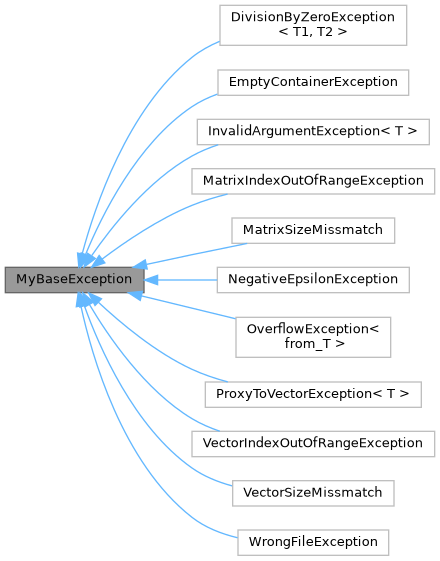 DivisionByZeroException
< T1, T2 >
EmptyContainerException
InvalidArgumentException< T >
MatrixIndexOutOfRangeException
MatrixSizeMissmatch
MyBaseException
NegativeEpsilonException
OverflowException<
from_T >
ProxyToVectorException< T >
VectorIndexOutOfRangeException
VectorSizeMissmatch
WrongFileException